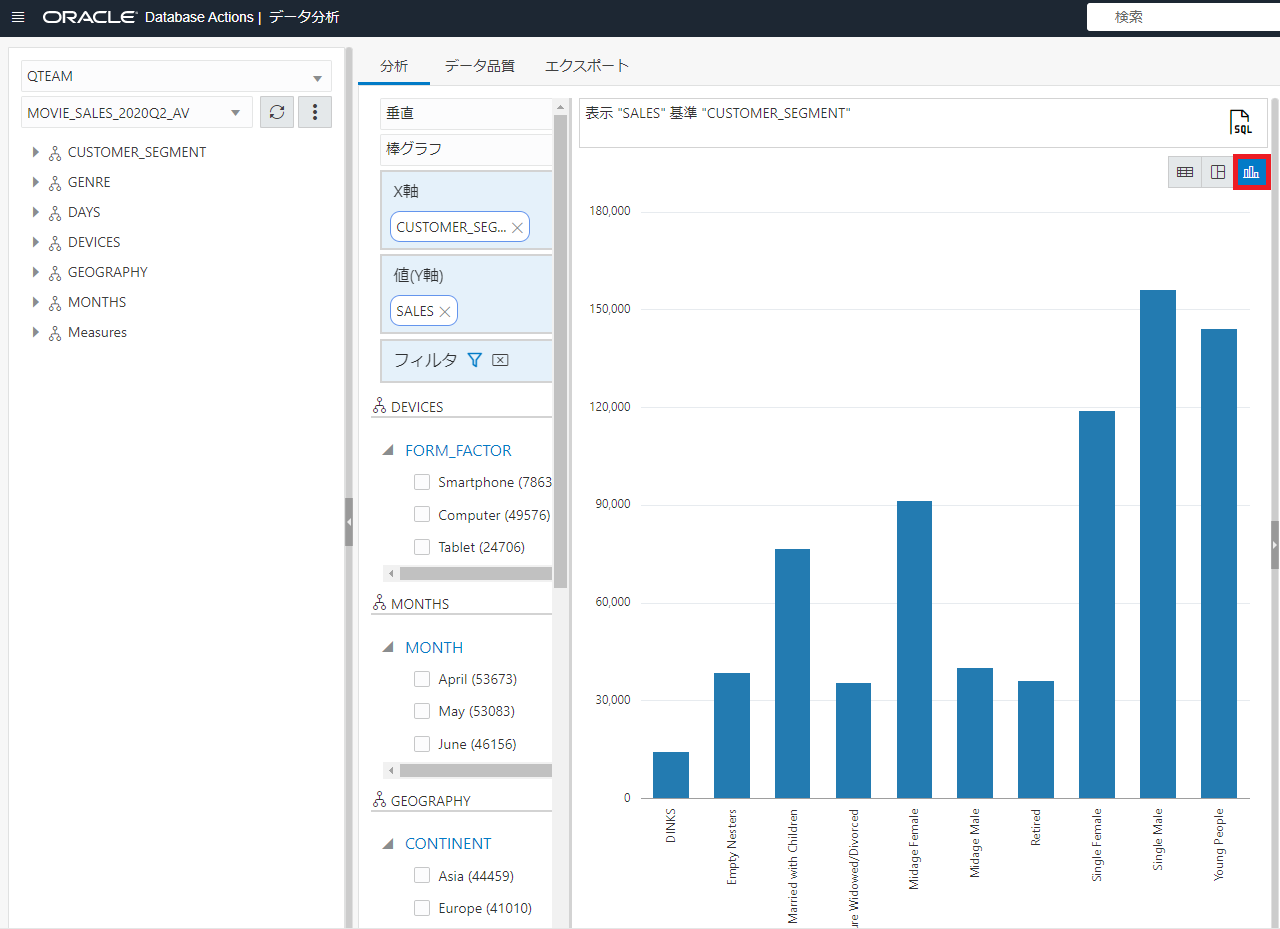 ORACLE Database Actions | データ分析
検索
QTEAM
MOVIE_SALES_2020Q2_AV
CUSTOMER_SEGMENT
GENRE
DAYS
DEVICES
GEOGRAPHY
MONTHS
Measures
分析 データ品質 エクスポート
垂直
棒グラフ
X軸
CUSTOMER_SEG...
値(Y軸)
SALES
フィルタ
DEVICES
FORM_FACTOR
Smartphone (7863
Computer (49576)
Tablet (24706)
MONTHS
MONTH
April (53673)
May (53083)
June (46156)
GEOGRAPHY
CONTINENT
Asia (44459)
Europe (41010)
表示 "SALES" 基準 "CUSTOMER_SEGMENT"
SQL
180,000
150,000
120,000
90,000
60,000
30,000
0
DINKS
Empty Nesters
Married with Children
ure Widowed/Divorced
Midage Female
Midage Male
Retired
Single Female
Single Male
Young People